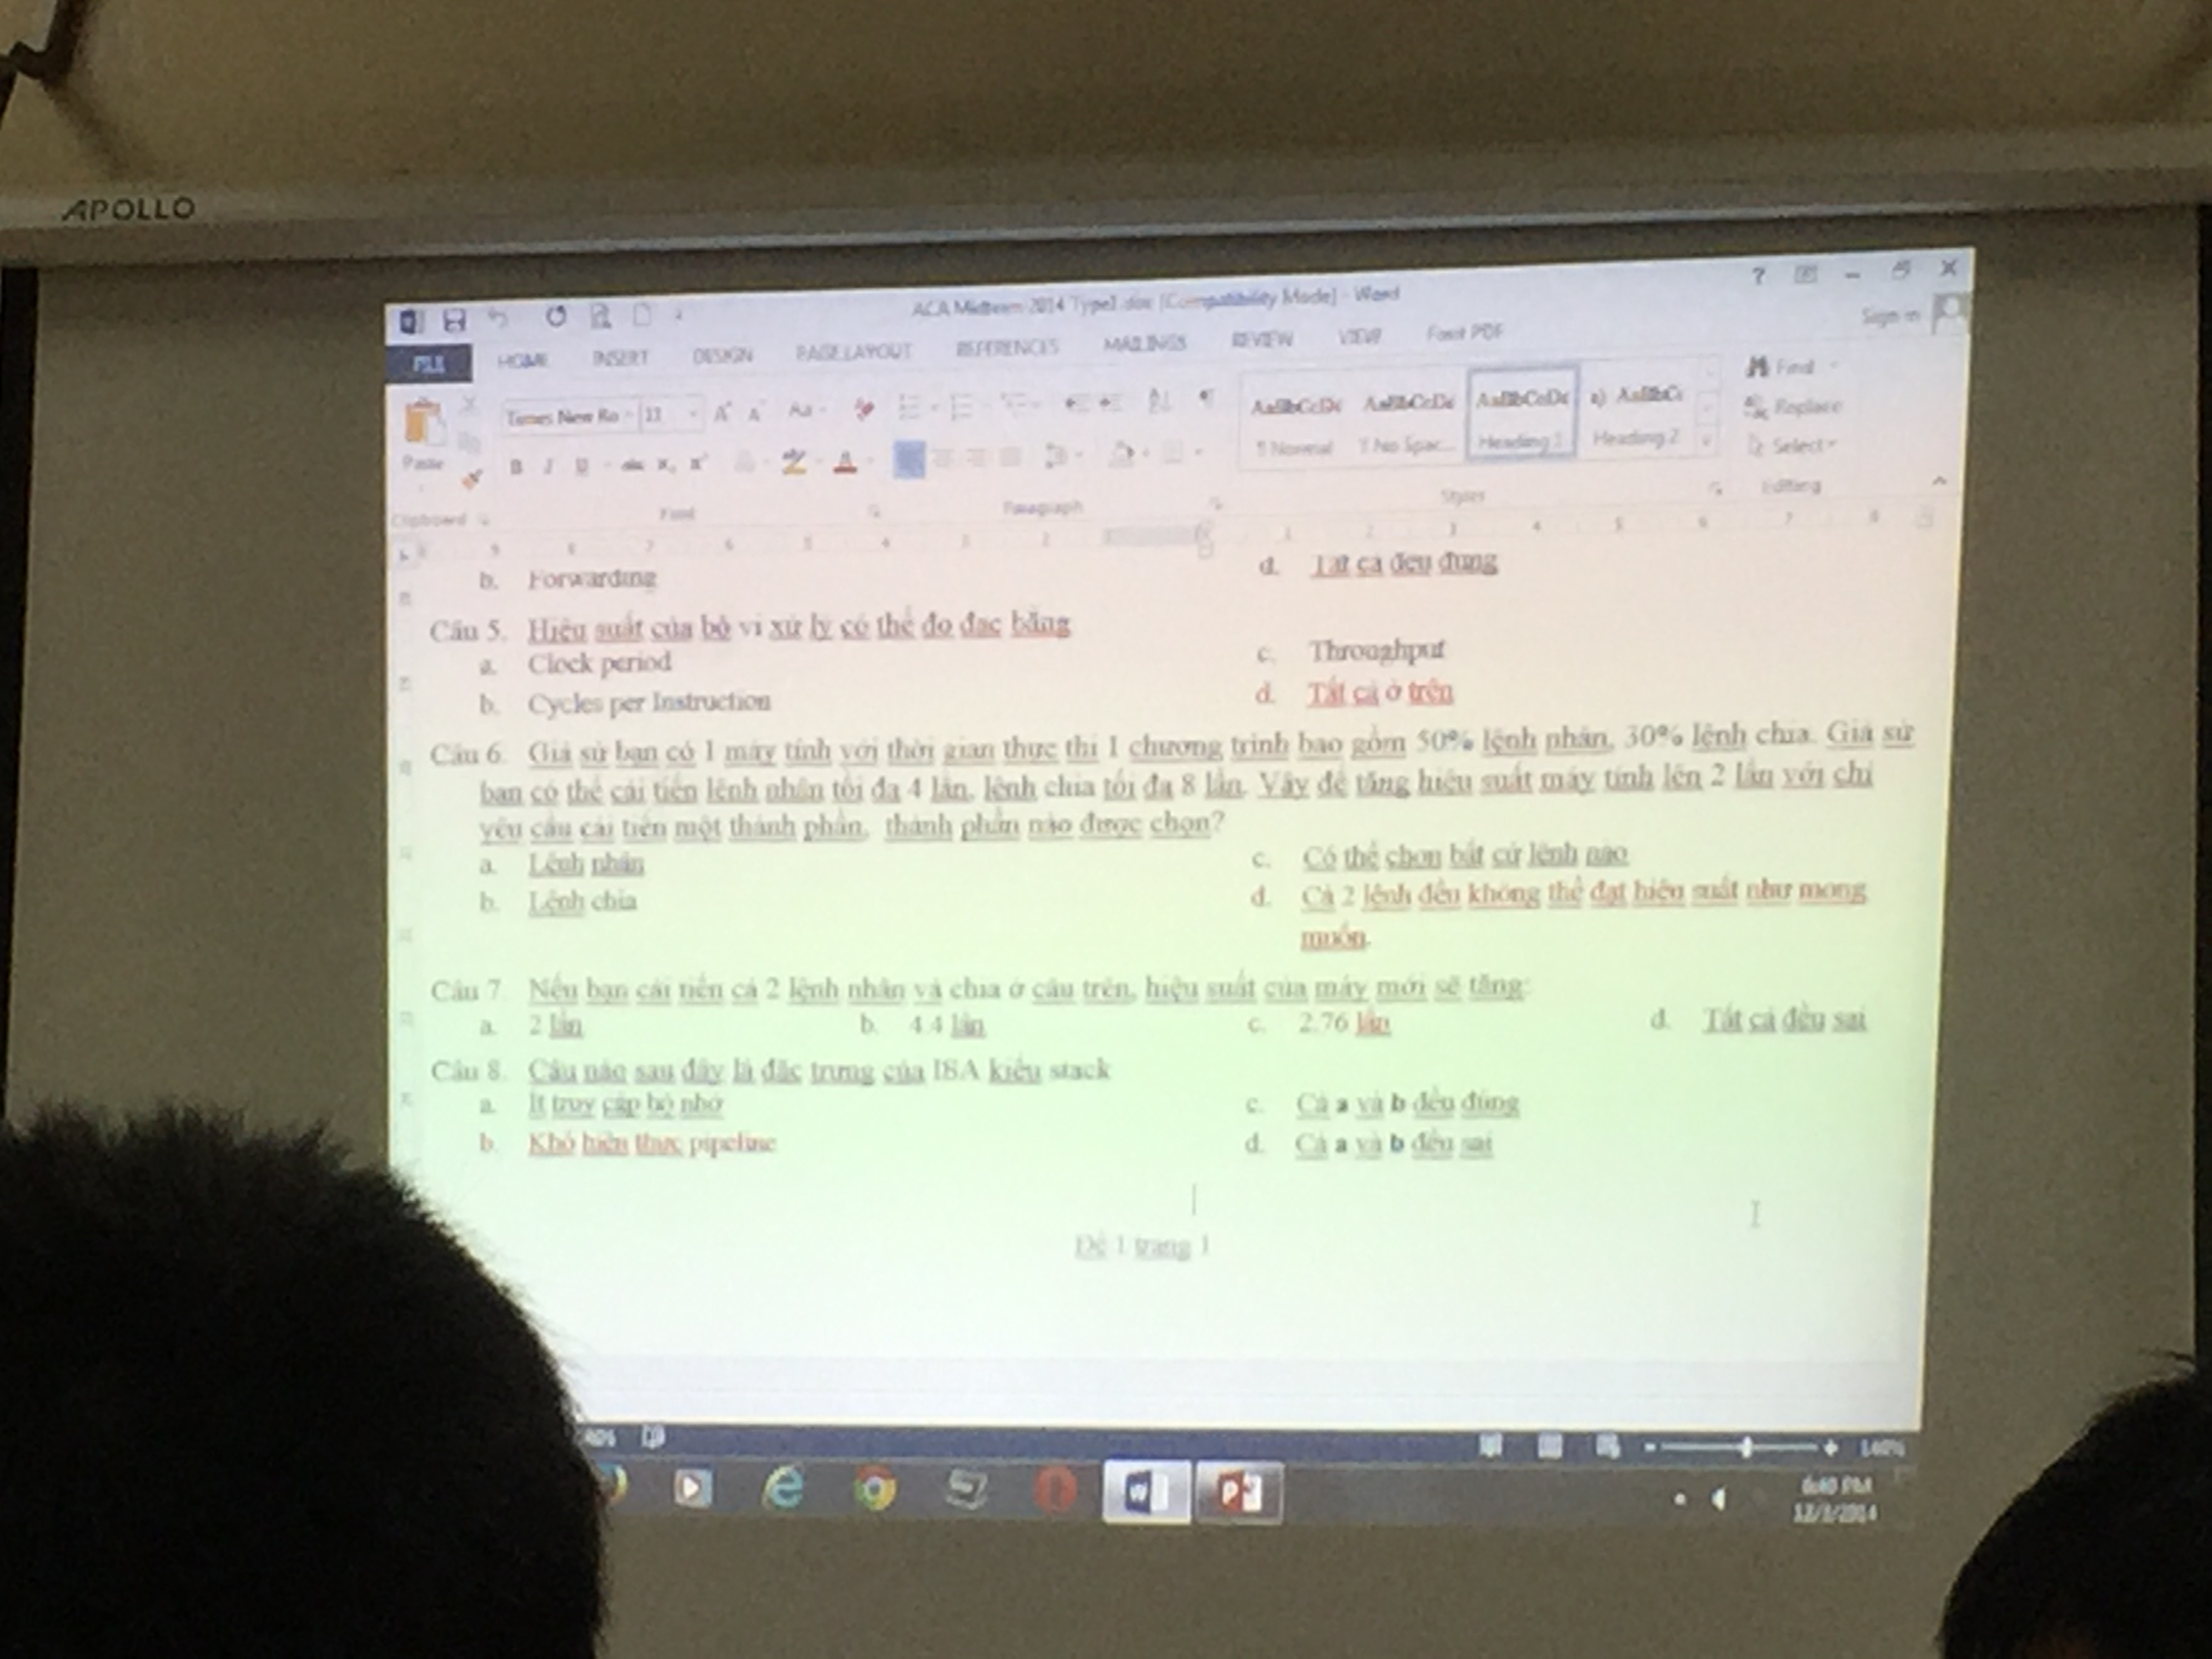 APOLLO
ACA Midterm 2014 Type1.doc [Compatibility Mode] - Word
Sign in
FILE HOME INSERT DESIGN PAGE LAYOUT REFERENCES MAILINGS REVIEW VIEW Foxit PDF
Times New Ro 13
AaBbCcDc AaBbCcDc AaBbCcDc a) AaBbCc
Find
Replace
Select
Paste
¶ Normal ¶ No Spac... Heading 1 Heading 2
Clipboard Font Paragraph Styles Editing
b. Forwarding d. Tất cả đều đúng
Câu 5. Hiệu suất của bộ vi xử lý có thể đo đạc bằng
a. Clock period c. Throughput
b. Cycles per Instruction d. Tất cả ở trên
Câu 6. Giả sử bạn có 1 máy tính với thời gian thực thi 1 chương trình bao gồm 50% lệnh nhân, 30% lệnh chia. Giả sử
bạn có thể cải tiến lệnh nhân tối đa 4 lần, lệnh chia tối đa 8 lần. Vậy để tăng hiệu suất máy tính lên 2 lần với chỉ
yêu cầu cải tiến một thành phần, thành phần nào được chọn?
a. Lệnh nhân c. Có thể chọn bất cứ lệnh nào
b. Lệnh chia d. Cả 2 lệnh đều không thể đạt hiệu suất như mong
muốn.
Câu 7. Nếu bạn cải tiến cả 2 lệnh nhân và chia ở câu trên, hiệu suất của máy mới sẽ tăng:
a. 2 lần b. 4.4 lần c. 2.76 lần d. Tất cả đều sai
Câu 8. Câu nào sau đây là đặc trưng của ISA kiểu stack
a. Ít truy cập bộ nhớ c. Cả a và b đều đúng
b. Khó hiện thực pipeline d. Cả a và b đều sai
Đề 1 trang 1
140%
6:40 PM